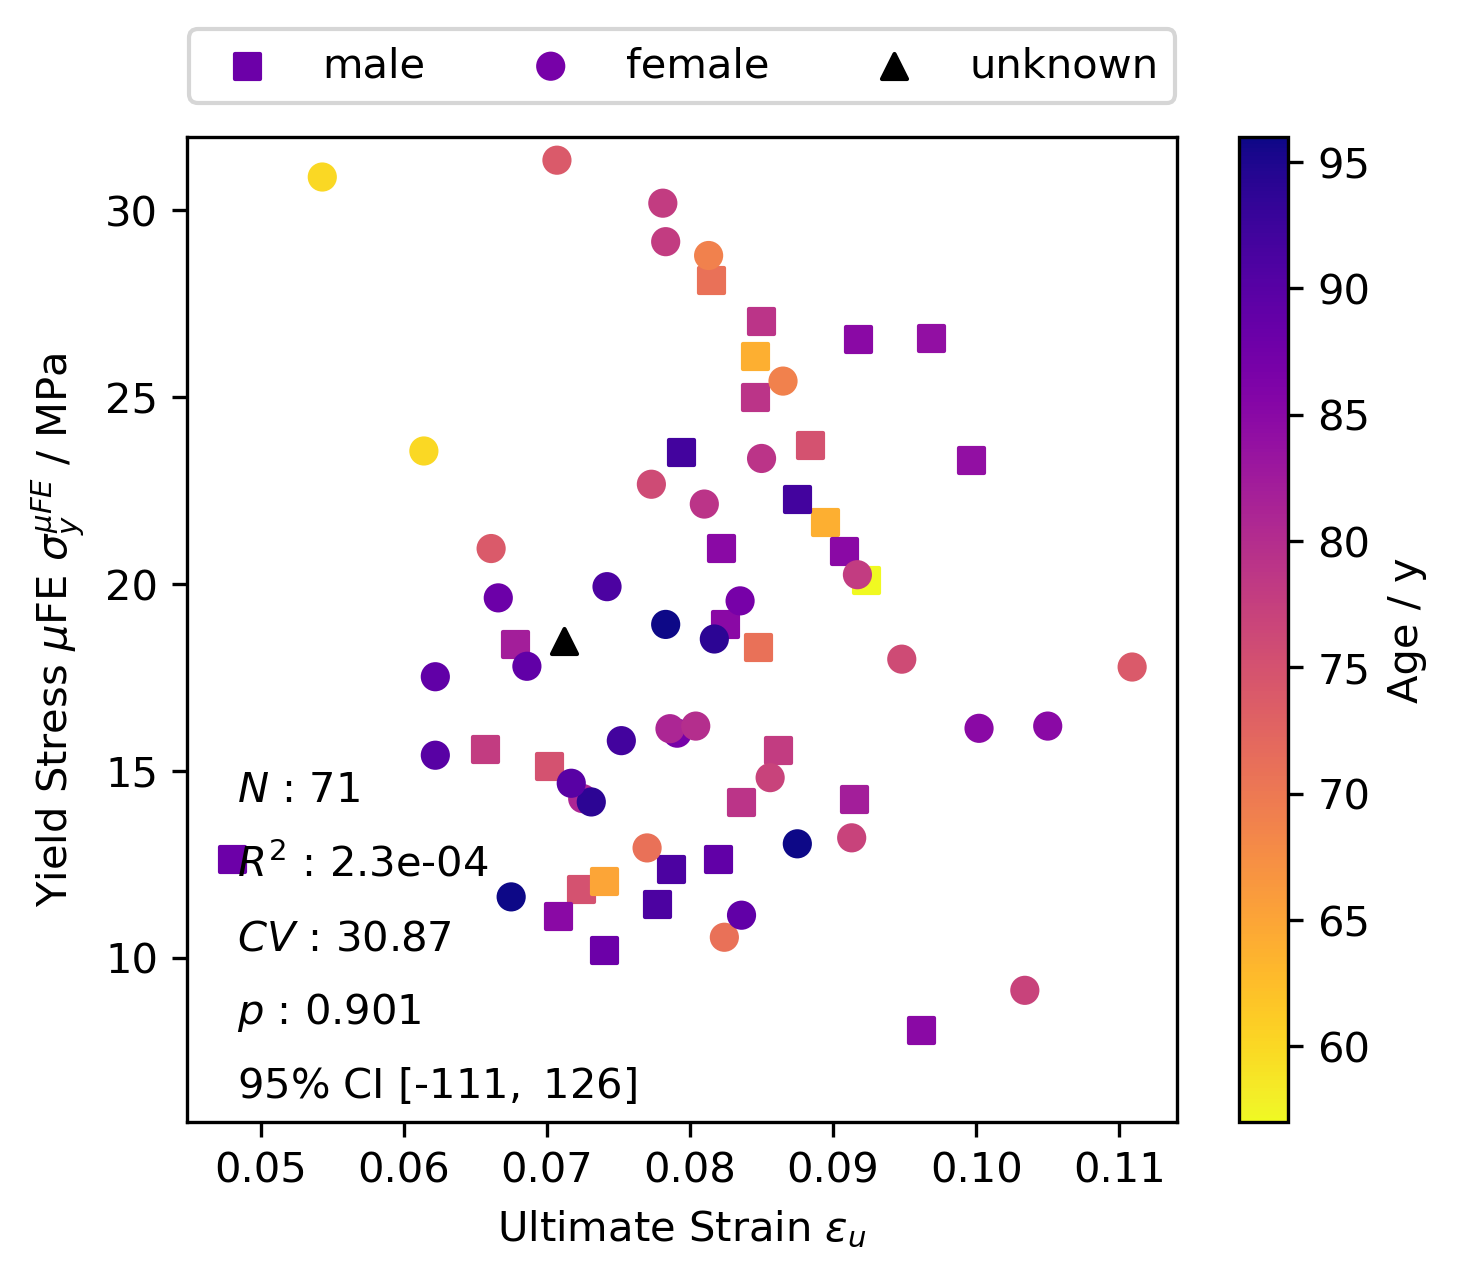 male female unknown
30
25
20
15
10
Yield Stress μFE σ_y^{μFE} / MPa
N : 71
R² : 2.3e-04
CV : 30.87
p : 0.901
95% CI [-111, 126]
0.05 0.06 0.07 0.08 0.09 0.10 0.11
Ultimate Strain ε_u
95
90
85
80
75
70
65
60
Age / y